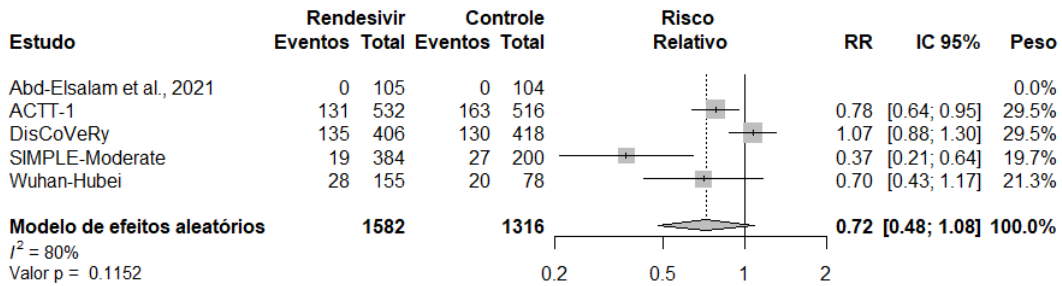 Rendesivir Controle Risco
Estudo Eventos Total Eventos Total Relativo RR IC 95% Peso
Abd-Elsalam et al., 2021 0 105 0 104 0.0%
ACTT-1 131 532 163 516 0.78 [0.64; 0.95] 29.5%
DisCoVeRy 135 406 130 418 1.07 [0.88; 1.30] 29.5%
SIMPLE-Moderate 19 384 27 200 0.37 [0.21; 0.64] 19.7%
Wuhan-Hubei 28 155 20 78 0.70 [0.43; 1.17] 21.3%
Modelo de efeitos aleatórios 1582 1316 0.72 [0.48; 1.08] 100.0%
I² = 80%
Valor p = 0.1152
0.2 0.5 1 2